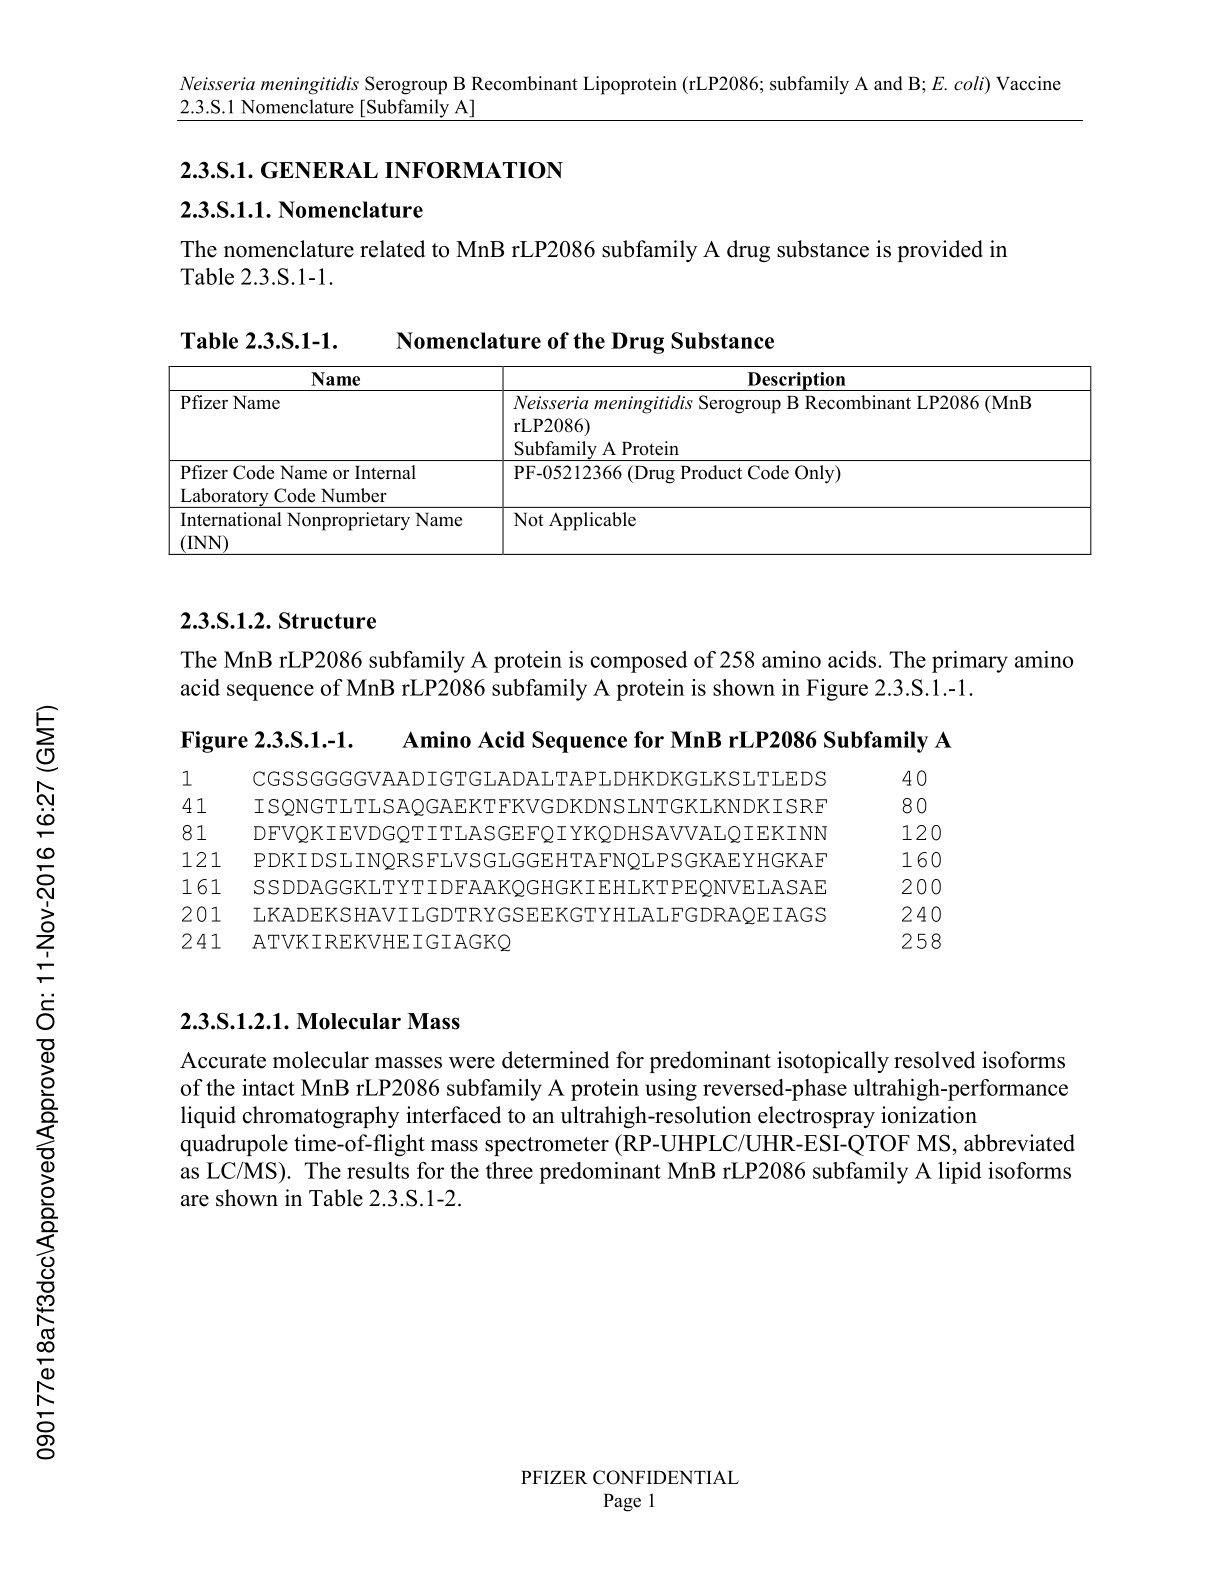 Neisseria meningitidis Serogroup B Recombinant Lipoprotein (rLP2086; subfamily A and B; E. coli) Vaccine
2.3.S.1 Nomenclature [Subfamily A]
2.3.S.1. GENERAL INFORMATION
2.3.S.1.1. Nomenclature
The nomenclature related to MnB rLP2086 subfamily A drug substance is provided in
Table 2.3.S.1-1.
Table 2.3.S.1-1. Nomenclature of the Drug Substance
Name Description
Pfizer Name Neisseria meningitidis Serogroup B Recombinant LP2086 (MnB
rLP2086)
Subfamily A Protein
Pfizer Code Name or Internal PF-05212366 (Drug Product Code Only)
Laboratory Code Number
International Nonproprietary Name Not Applicable
(INN)
2.3.S.1.2. Structure
The MnB rLP2086 subfamily A protein is composed of 258 amino acids. The primary amino
acid sequence of MnB rLP2086 subfamily A protein is shown in Figure 2.3.S.1.-1.
Figure 2.3.S.1.-1. Amino Acid Sequence for MnB rLP2086 Subfamily A
1 CGSSGGGGVAADIGTGLADALTAPLDHKDKGLKSLTLEDS 40
41 ISQNGTLTLSAQGAEKTFKVGDKDNSLNTGKLKNDKISRF 80
81 DFVQKIEVDGQTITLASGEFQIYKQDHSAVVALQIEKINN 120
121 PDKIDSLINQRSFLVSGLGGEHTAFNQLPSGKAEYHGKAF 160
161 SSDDAGGKLTYTIDFAAKQGHGKIEHLKTPEQNVELASAE 200
201 LKADEKSHAVILGDTRYGSEEKGTYHLALFGDRAQEIAGS 240
241 ATVKIREKVHEIGIAGKQ 258
2.3.S.1.2.1. Molecular Mass
Accurate molecular masses were determined for predominant isotopically resolved isoforms
of the intact MnB rLP2086 subfamily A protein using reversed-phase ultrahigh-performance
liquid chromatography interfaced to an ultrahigh-resolution electrospray ionization
quadrupole time-of-flight mass spectrometer (RP-UHPLC/UHR-ESI-QTOF MS, abbreviated
as LC/MS). The results for the three predominant MnB rLP2086 subfamily A lipid isoforms
are shown in Table 2.3.S.1-2.
090177e18a7f3dcc\Approved\Approved On: 11-Nov-2016 16:27 (GMT)
PFIZER CONFIDENTIAL
Page 1